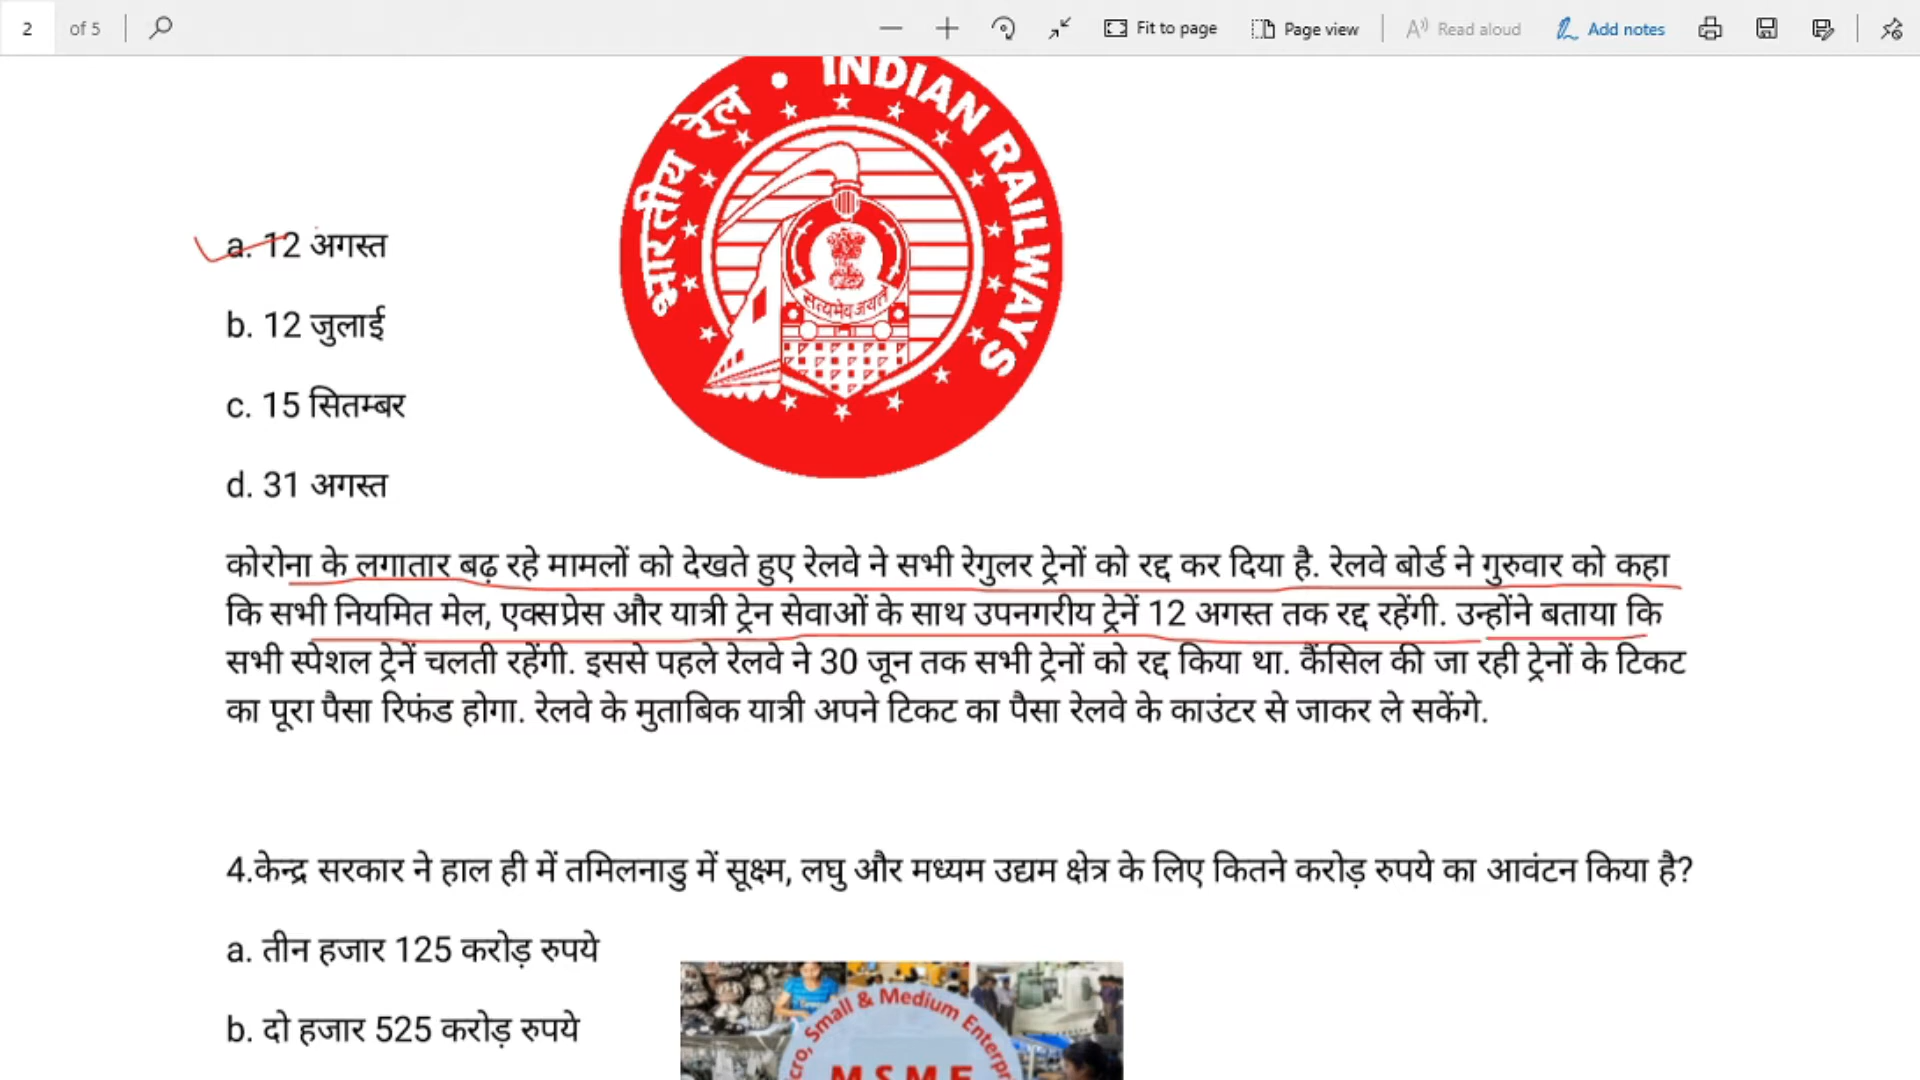 2 of 5 Fit to page Page view Read aloud Add notes
भारतीय रेल • INDIAN RAILWAYS
सत्यमेव जयते
a. 12 अगस्त
b. 12 जुलाई
c. 15 सितम्बर
d. 31 अगस्त
कोरोना के लगातार बढ़ रहे मामलों को देखते हुए रेलवे ने सभी रेगुलर ट्रेनों को रद्द कर दिया है. रेलवे बोर्ड ने गुरुवार को कहा
कि सभी नियमित मेल, एक्सप्रेस और यात्री ट्रेन सेवाओं के साथ उपनगरीय ट्रेनें 12 अगस्त तक रद्द रहेंगी. उन्होंने बताया कि
सभी स्पेशल ट्रेनें चलती रहेंगी. इससे पहले रेलवे ने 30 जून तक सभी ट्रेनों को रद्द किया था. कैंसिल की जा रही ट्रेनों के टिकट
का पूरा पैसा रिफंड होगा. रेलवे के मुताबिक यात्री अपने टिकट का पैसा रेलवे के काउंटर से जाकर ले सकेंगे.
4.केन्द्र सरकार ने हाल ही में तमिलनाडु में सूक्ष्म, लघु और मध्यम उद्यम क्षेत्र के लिए कितने करोड़ रुपये का आवंटन किया है?
a. तीन हजार 125 करोड़ रुपये
b. दो हजार 525 करोड़ रुपये
Small & Medium
MSME